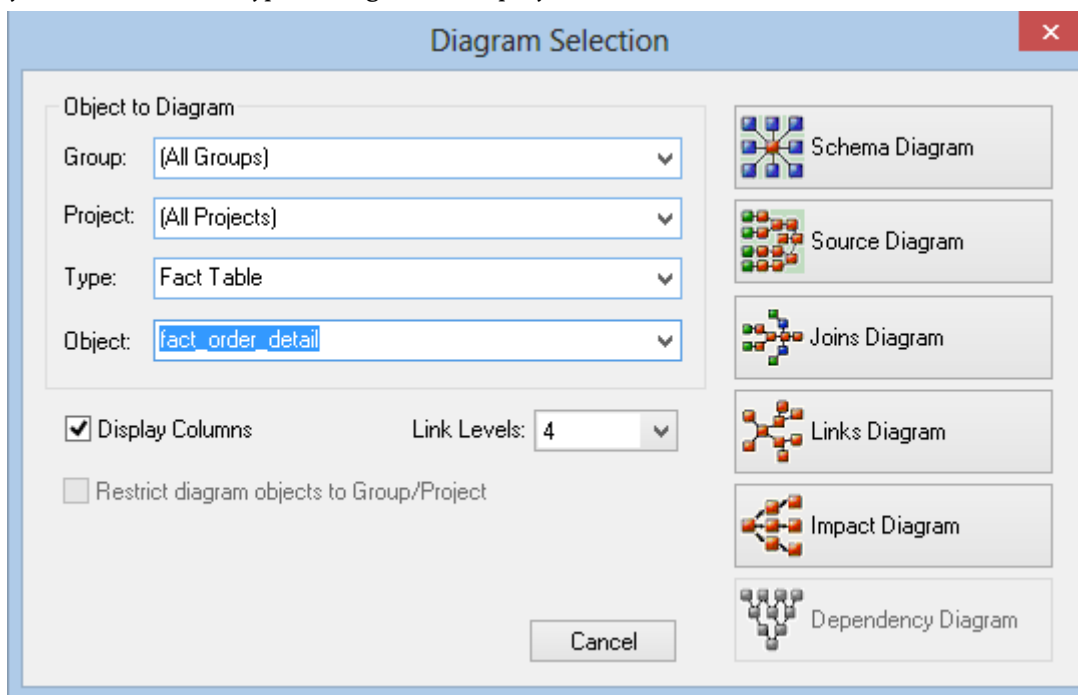 Diagram Selection
Object to Diagram
Group: (All Groups)
Project: (All Projects)
Type: Fact Table
Object: fact_order_detail
Display Columns
Link Levels: 4
Restrict diagram objects to Group/Project
Cancel
Schema Diagram
Source Diagram
Joins Diagram
Links Diagram
Impact Diagram
Dependency Diagram